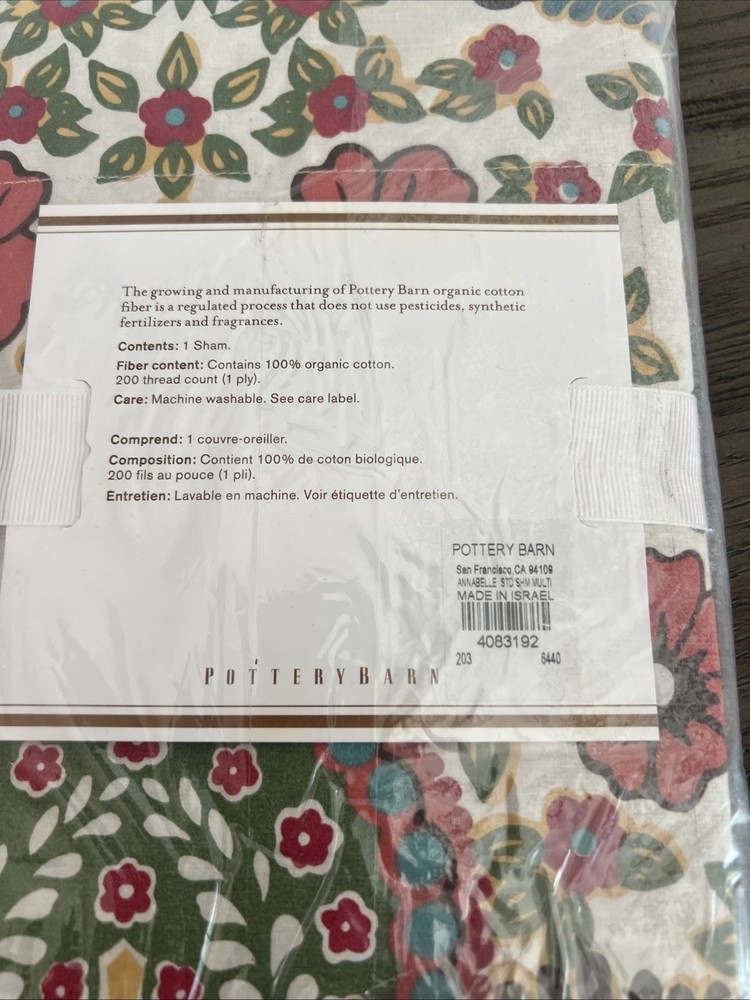 The growing and manufacturing of Pottery Barn organic cotton
fiber is a regulated process that does not use pesticides, synthetic
fertilizers and fragrances.
Contents: 1 Sham.
Fiber content: Contains 100% organic cotton.
200 thread count (1 ply).
Care: Machine washable. See care label.
Comprend: 1 couvre-oreiller.
Composition: Contient 100% de coton biologique.
200 fils au pouce (1 pli).
Entretien: Lavable en machine. Voir étiquette d'entretien.
POTTERY BARN
San Francisco,CA 94109
ANNABELLE STD SHM MULTI
MADE IN ISRAEL
4083192
203 6440
POTTERY BARN